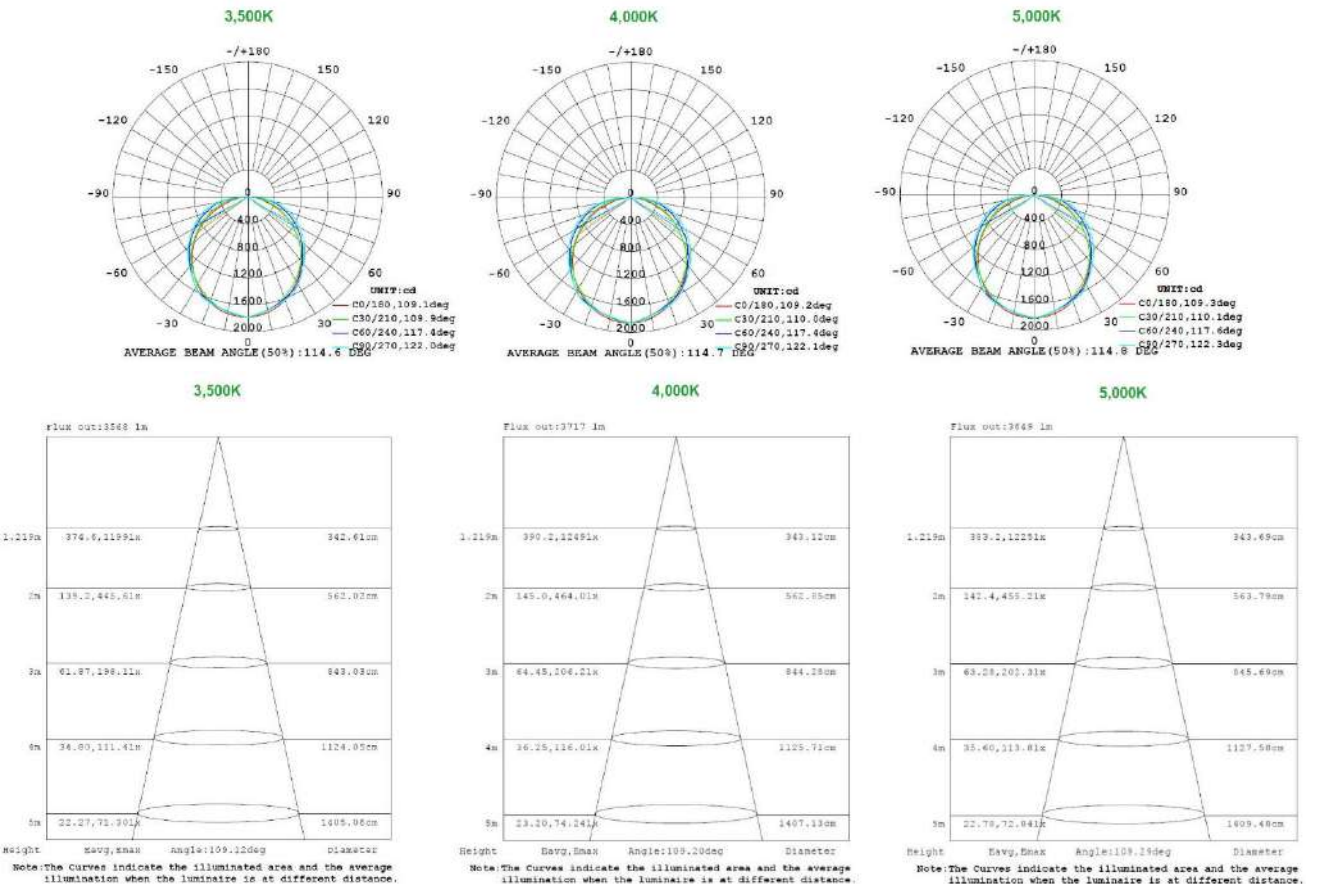 3,500K
4,000K
5,000K
-/+180
-150
150
-120
120
-90
90
0
400
800
1200
-60
60
UNIT:cd
1600
C0/180,109.1deg
C30/210,109.9deg
-30
30
2000
C60/240,117.4deg
0
C90/270,122.0deg
AVERAGE BEAM ANGLE(50%):114.6 DEG
-/+180
-150
150
-120
120
-90
90
0
400
800
1200
-60
60
UNIT:cd
1600
C0/180,109.2deg
C30/210,110.0deg
-30
30
2000
C60/240,117.4deg
0
C90/270,122.1deg
AVERAGE BEAM ANGLE(50%):114.7 DEG
-/+180
-150
150
-120
120
-90
90
0
400
800
1200
-60
60
UNIT:cd
1600
C0/180,109.3deg
C30/210,110.1deg
-30
30
2000
C60/240,117.6deg
0
C90/270,122.3deg
AVERAGE BEAM ANGLE(50%):114.8 DEG
3,500K
4,000K
5,000K
Flux out:3568 lm
1.219m 374.6,1199lx 342.61cm
2m 139.2,445.6lx 562.02cm
3m 61.87,198.1lx 843.03cm
4m 34.80,111.4lx 1124.05cm
5m 22.27,71.30lx 1405.06cm
Height Eavg,Emax Angle:109.12deg Diameter
Note:The Curves indicate the illuminated area and the average
illumination when the luminaire is at different distance.
Flux out:3717 lm
1.219m 390.2,1249lx 343.12cm
2m 145.0,464.0lx 562.85cm
3m 64.45,206.2lx 844.28cm
4m 36.25,116.0lx 1125.71cm
5m 23.20,74.24lx 1407.13cm
Height Eavg,Emax Angle:109.20deg Diameter
Note:The Curves indicate the illuminated area and the average
illumination when the luminaire is at different distance.
Flux out:3649 lm
1.219m 383.2,1225lx 343.69cm
2m 142.4,455.2lx 563.79cm
3m 63.28,202.3lx 845.69cm
4m 35.60,113.8lx 1127.58cm
5m 22.78,72.84lx 1409.48cm
Height Eavg,Emax Angle:109.29deg Diameter
Note:The Curves indicate the illuminated area and the average
illumination when the luminaire is at different distance.